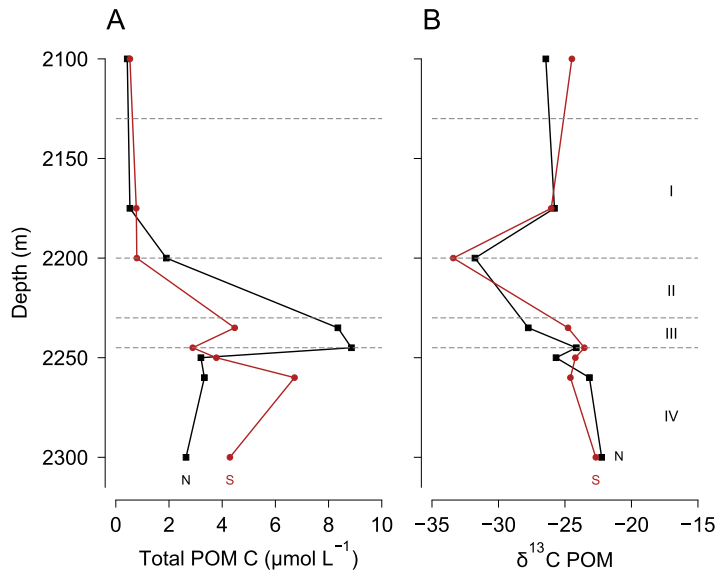 A B
2100
2150
2200
2250
2300
Depth (m)
I
II
III
IV
N S
N
S
0 2 4 6 8 10
−35 −30 −25 −20 −15
Total POM C (µmol L⁻¹)
δ¹³C POM